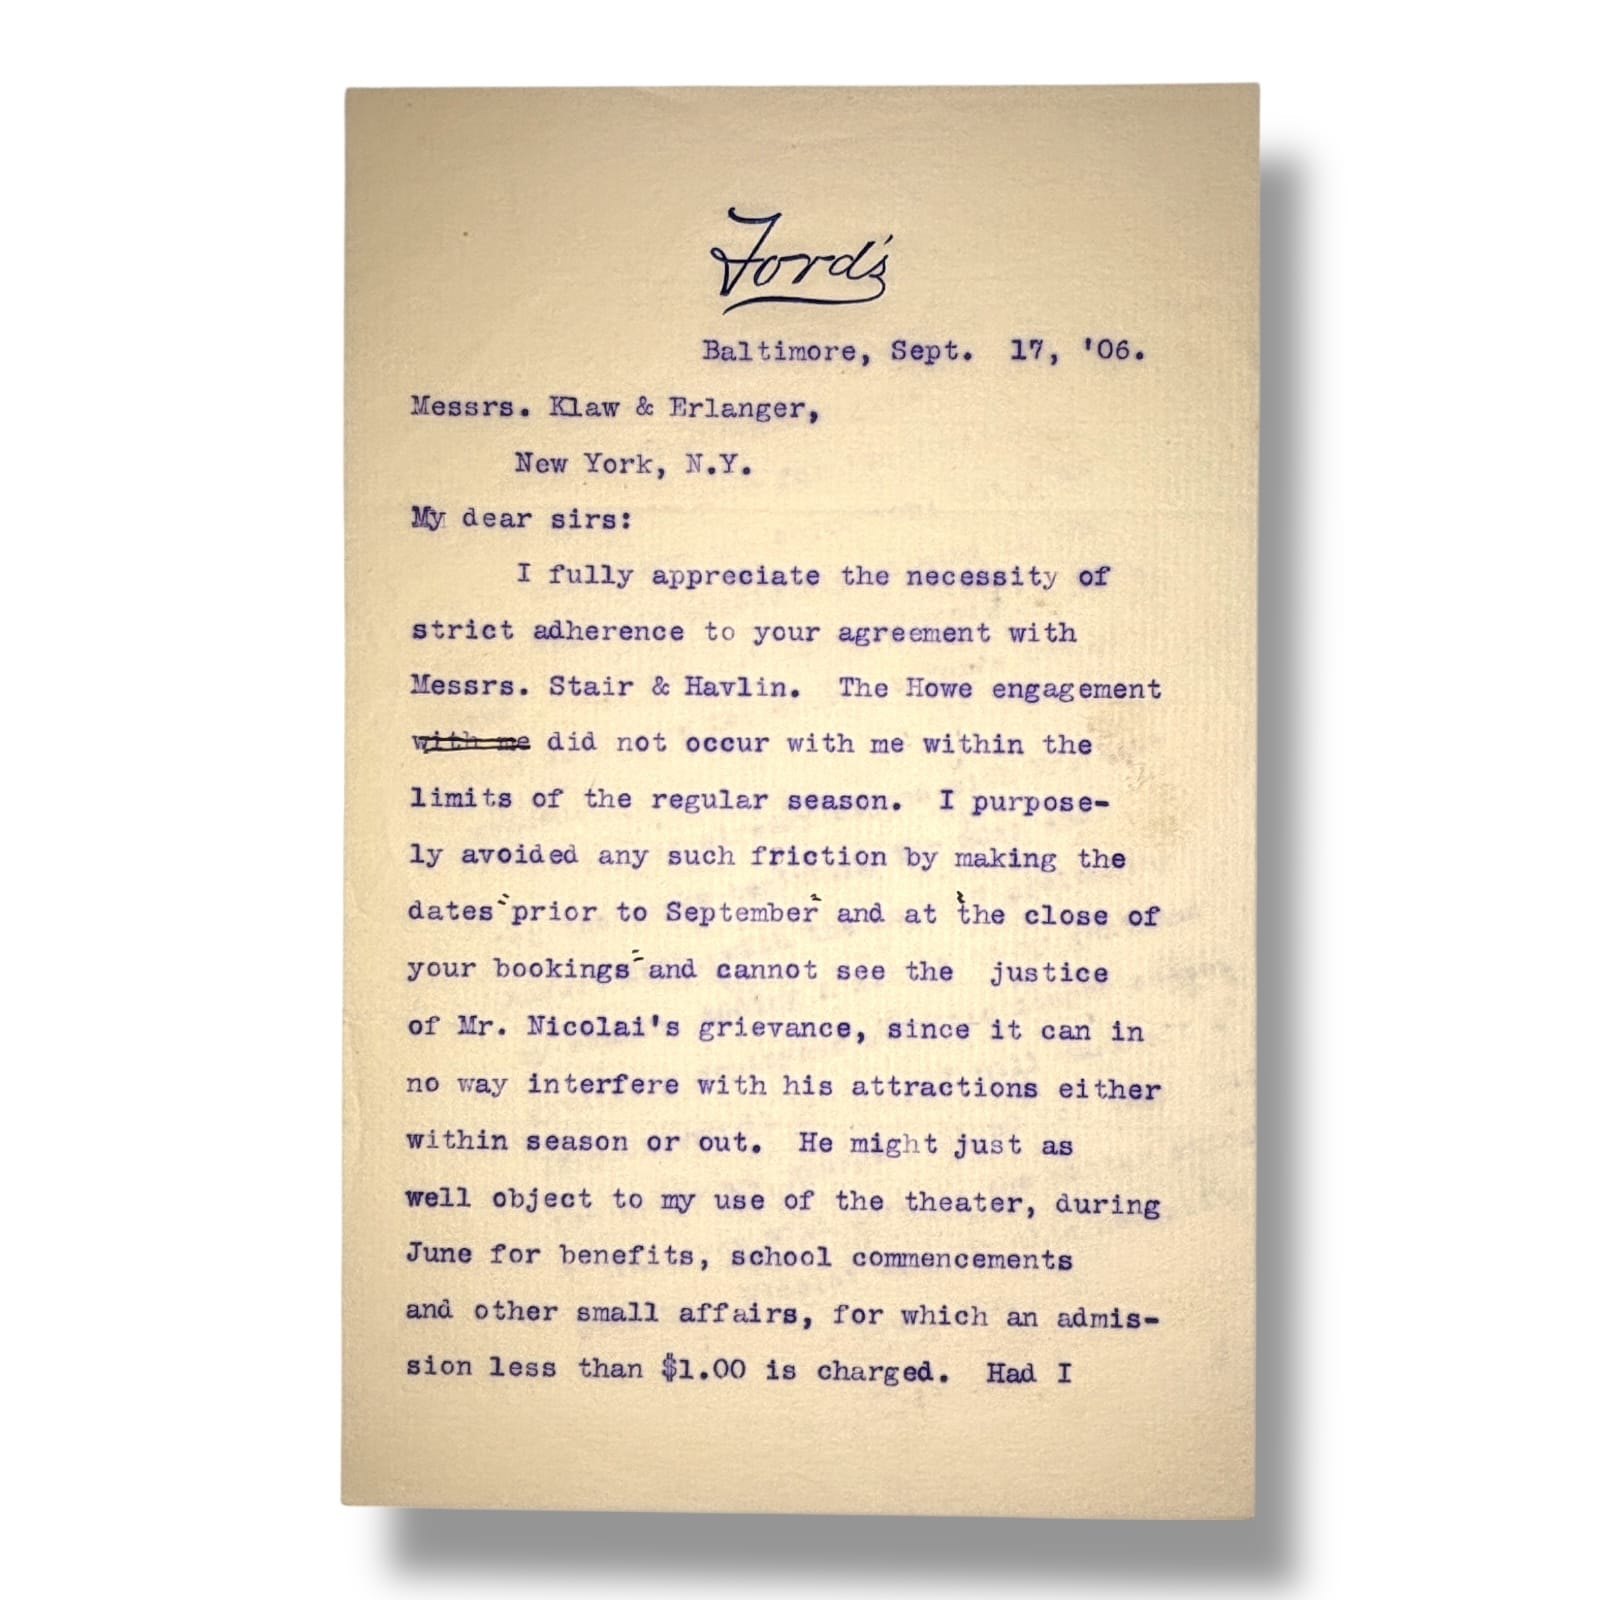 Ford's
Baltimore, Sept. 17, '06.
Messrs. Klaw & Erlanger,
New York, N.Y.
My dear sirs:
I fully appreciate the necessity of
strict adherence to your agreement with
Messrs. Stair & Havlin. The Howe engagement
with me did not occur with me within the
limits of the regular season. I purpose-
ly avoided any such friction by making the
dates prior to September and at the close of
your bookings and cannot see the justice
of Mr. Nicolai's grievance, since it can in
no way interfere with his attractions either
within season or out. He might just as
well object to my use of the theater, during
June for benefits, school commencements
and other small affairs, for which an admis-
sion less than $1.00 is charged. Had I